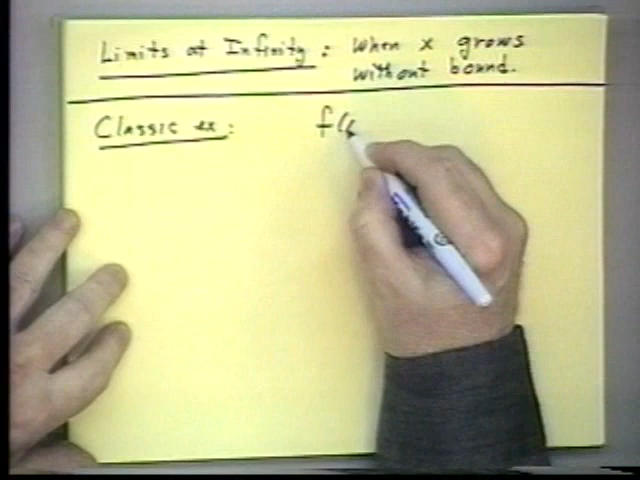 Limits at Infinity: when x grows
without bound.
Classic ex: f(